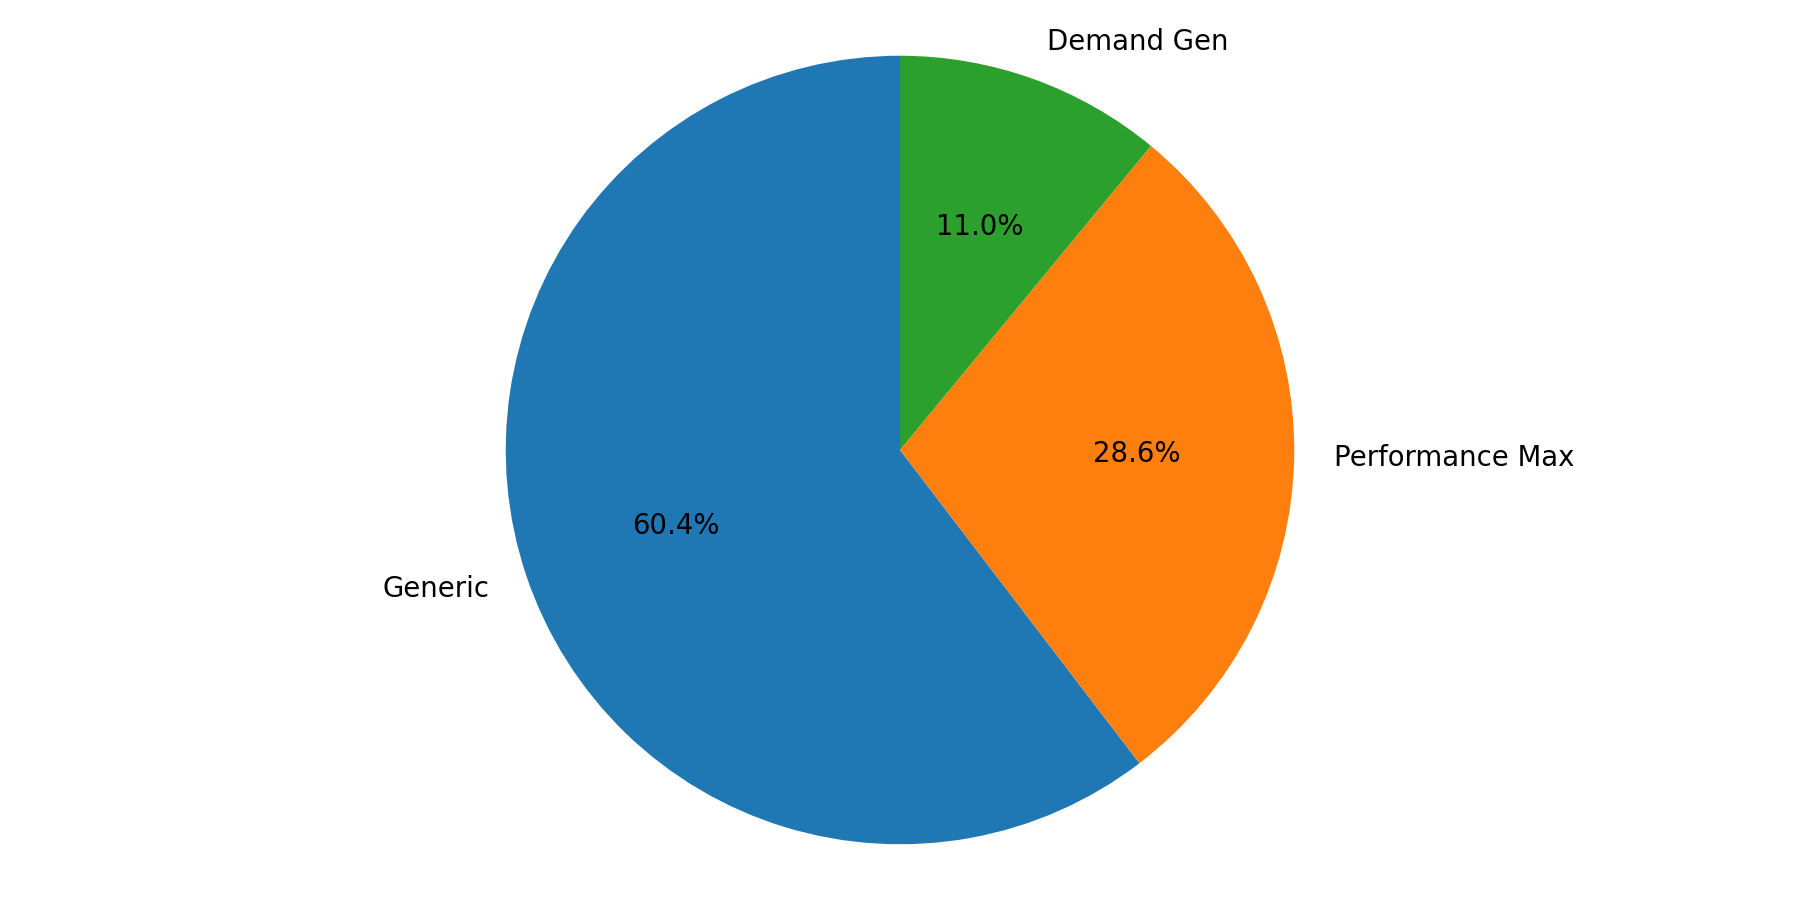 Demand Gen
11.0%
28.6%
Performance Max
60.4%
Generic